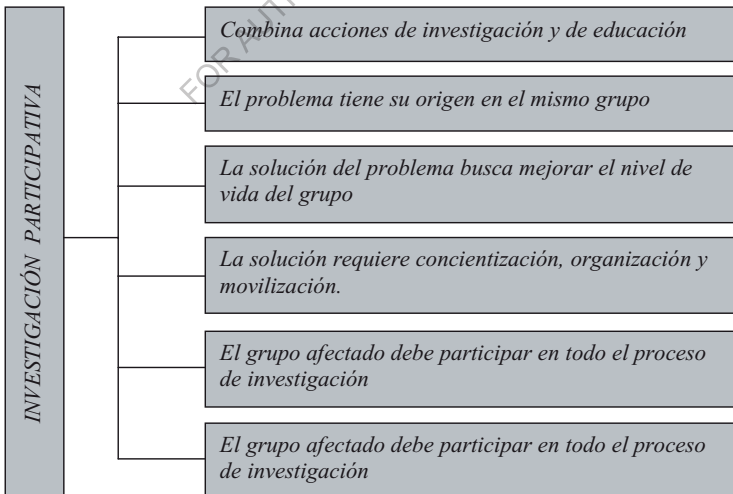 INVESTIGACIÓN PARTICIPATIVA
FOR AUT
Combina acciones de investigación y de educación
El problema tiene su origen en el mismo grupo
La solución del problema busca mejorar el nivel de
vida del grupo
La solución requiere concientización, organización y
movilización.
El grupo afectado debe participar en todo el proceso
de investigación
El grupo afectado debe participar en todo el proceso
de investigación